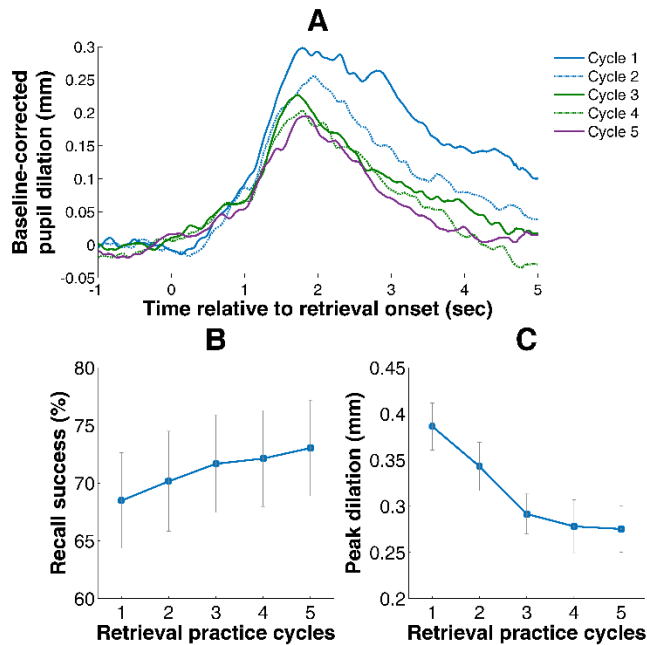 A
Baseline-corrected
pupil dilation (mm)
0.3
0.25
0.2
0.15
0.1
0.05
0
-0.05
-1
0
1
2
3
4
5
Time relative to retrieval onset (sec)
Cycle 1
Cycle 2
Cycle 3
Cycle 4
Cycle 5
B
Recall success (%)
80
75
70
65
60
1
2
3
4
5
Retrieval practice cycles
C
Peak dilation (mm)
0.45
0.4
0.35
0.3
0.25
0.2
1
2
3
4
5
Retrieval practice cycles